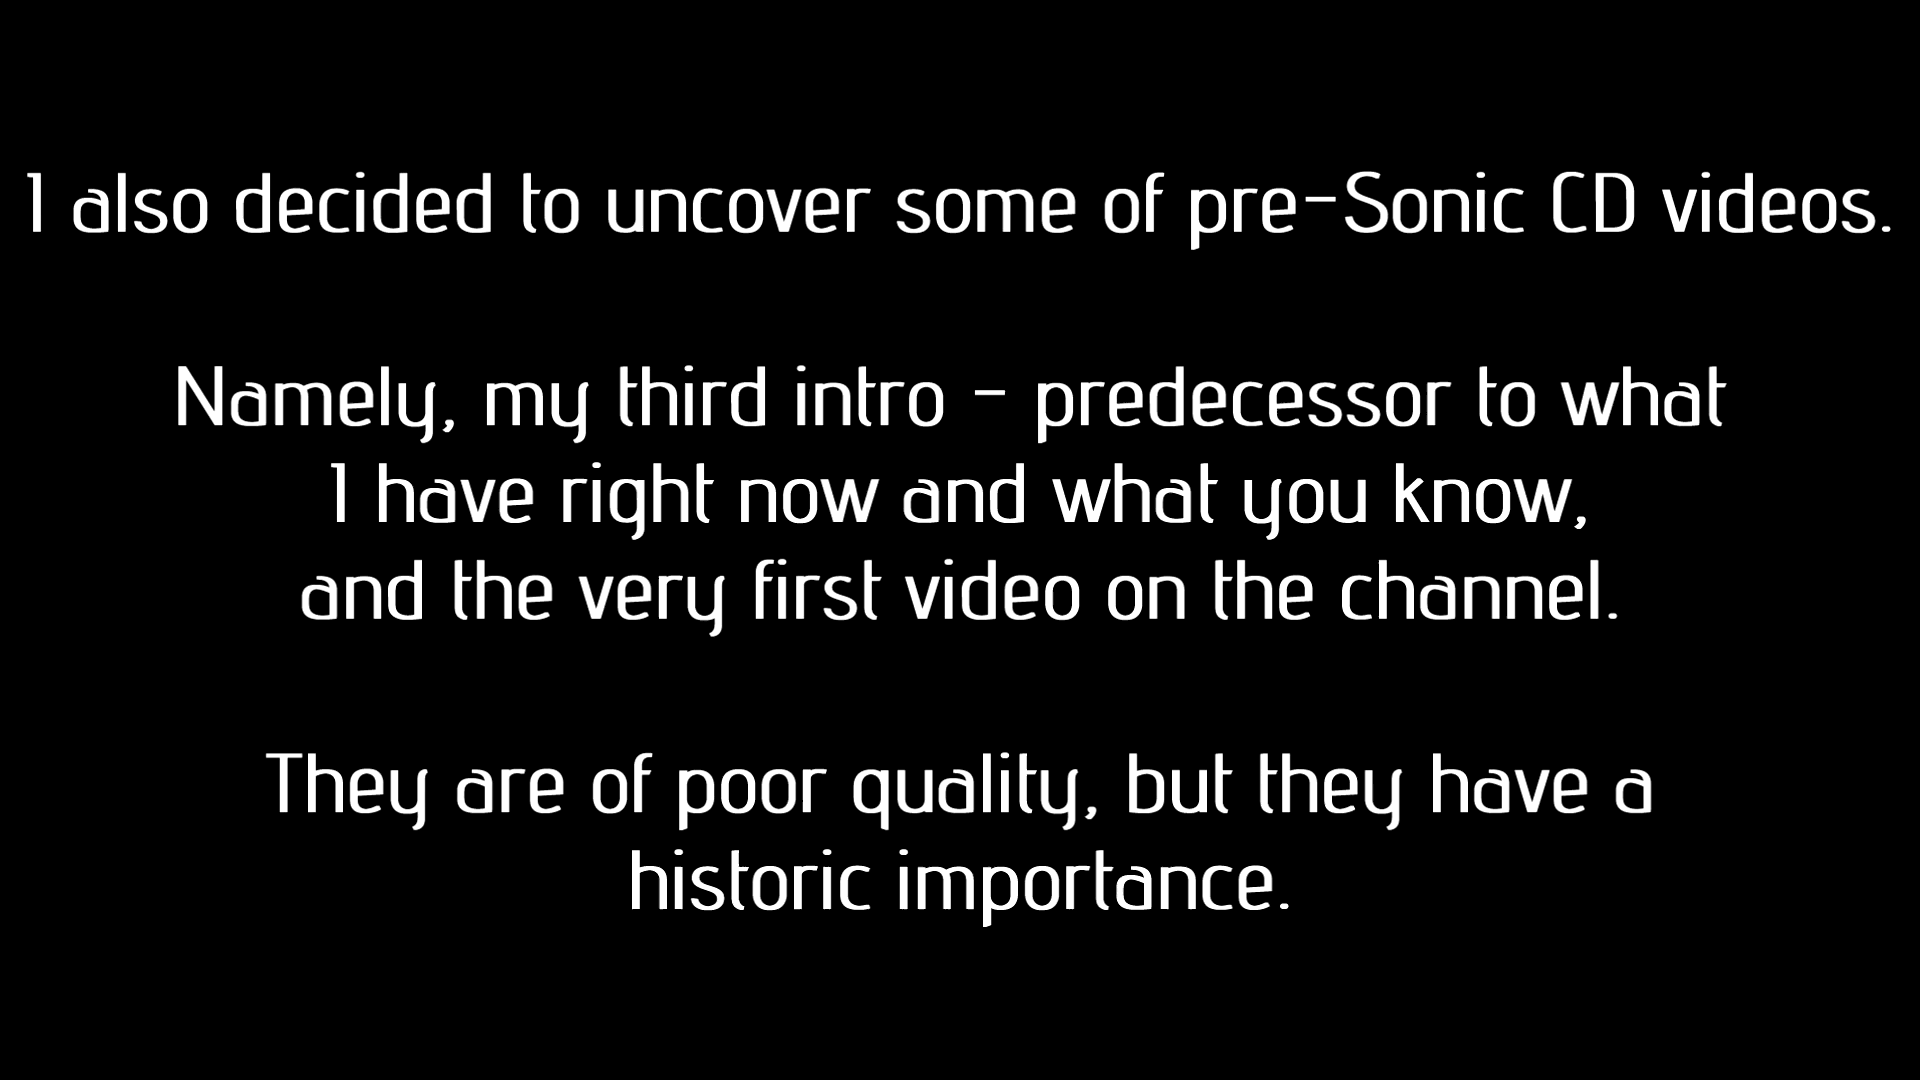 I also decided to uncover some of pre-Sonic CD videos.
Namely, my third intro - predecessor to what
I have right now and what you know,
and the very first video on the channel.
They are of poor quality, but they have a
historic importance.